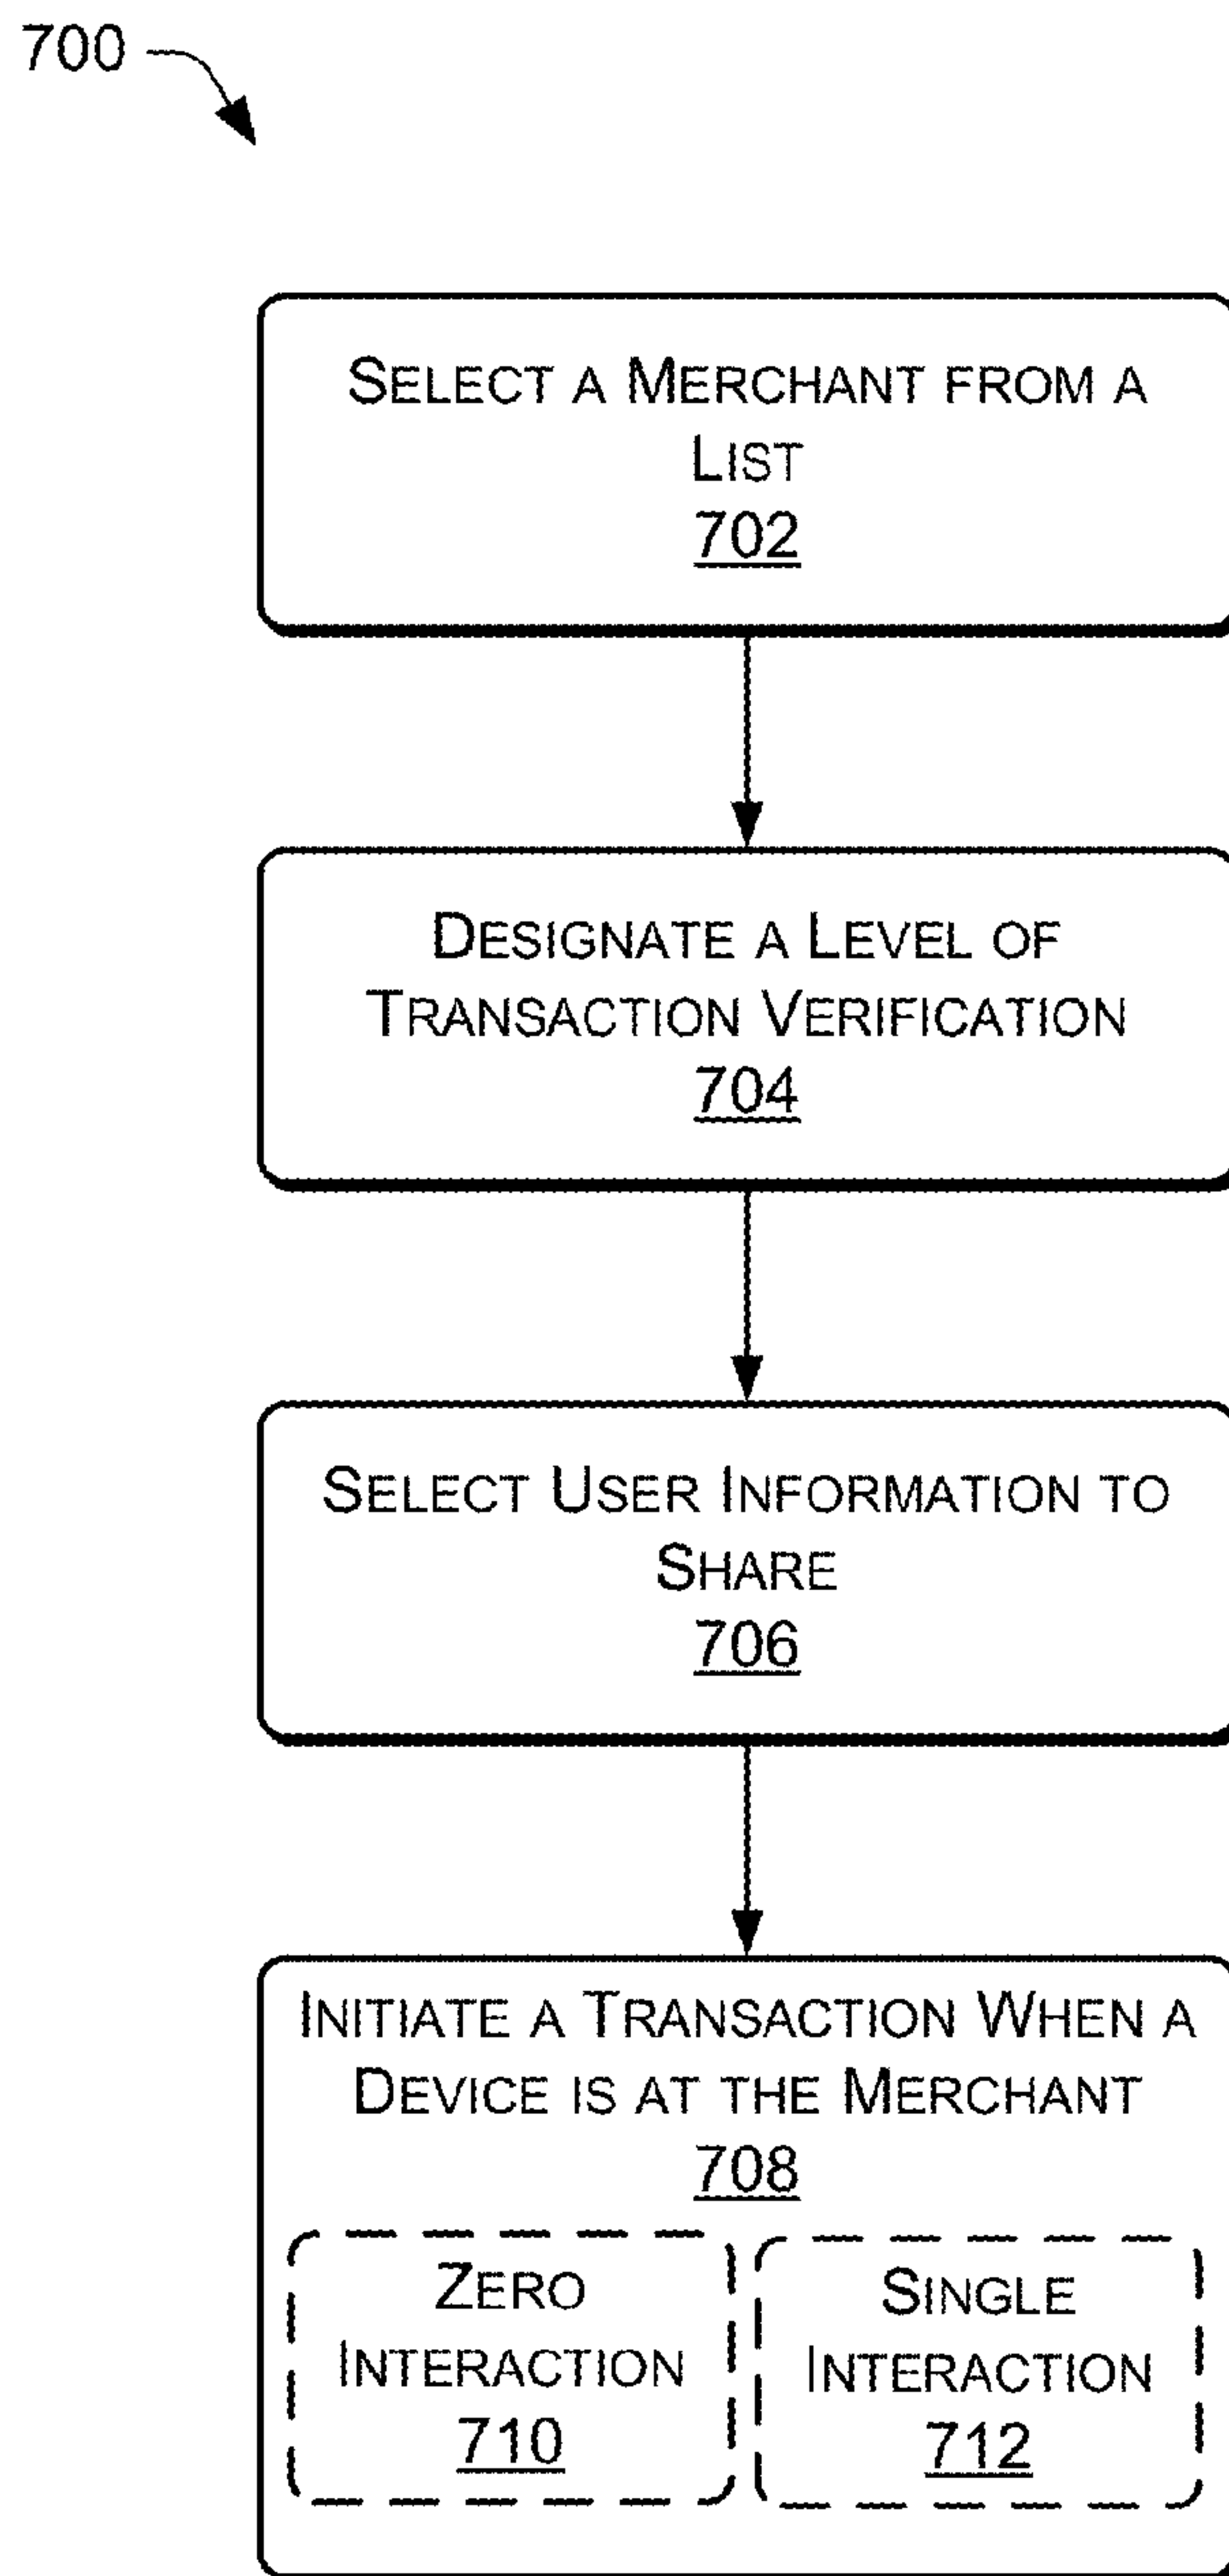 700
SELECT A MERCHANT FROM A
LIST
702
DESIGNATE A LEVEL OF
TRANSACTION VERIFICATION
704
SELECT USER INFORMATION TO
SHARE
706
INITIATE A TRANSACTION WHEN A
DEVICE IS AT THE MERCHANT
708
ZERO
INTERACTION
710
SINGLE
INTERACTION
712